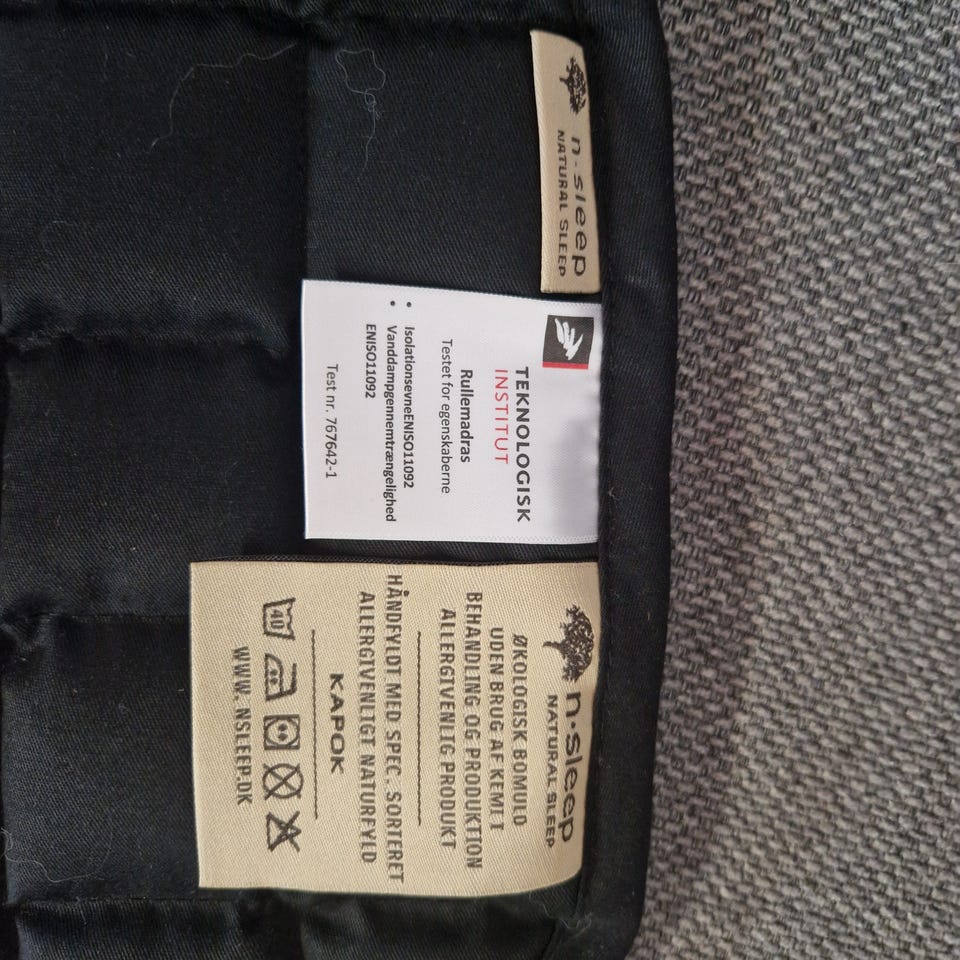 n·sleep
NATURAL SLEEP
TEKNOLOGISK
INSTITUT
Rullemadras
Testet for egenskaberne
• IsolationsevneENISO11092
• Vanddampgennemtrængelighed
ENISO11092
Test nr. 767642-1
n·sleep
NATURAL SLEEP
ØKOLOGISK BOMULD
UDEN BRUG AF KEMI I
BEHANDLING OG PRODUKTION
ALLERGIVENLIG PRODUKT
HÅNDFYLDT MED SPEC. SORTERET
ALLERGIVENLIGT NATURFYLD
KAPOK
40
WWW. NSLEEP.DK